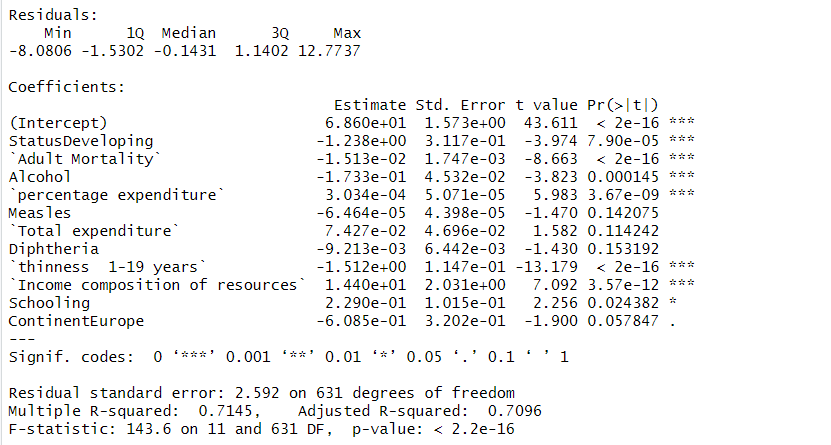 Residuals:
    Min      1Q  Median      3Q     Max
-8.0806 -1.5302 -0.1431  1.1402 12.7737

Coefficients:
                                  Estimate Std. Error t value Pr(>|t|)
(Intercept)                      6.860e+01  1.573e+00  43.611  < 2e-16 ***
StatusDeveloping                -1.238e+00  3.117e-01  -3.974 7.90e-05 ***
`Adult Mortality`               -1.513e-02  1.747e-03  -8.663  < 2e-16 ***
Alcohol                         -1.733e-01  4.532e-02  -3.823 0.000145 ***
`percentage expenditure`         3.034e-04  5.071e-05   5.983 3.67e-09 ***
Measles                         -6.464e-05  4.398e-05  -1.470 0.142075
`Total expenditure`              7.427e-02  4.696e-02   1.582 0.114242
Diphtheria                      -9.213e-03  6.442e-03  -1.430 0.153192
`thinness  1-19 years`          -1.512e+00  1.147e-01 -13.179  < 2e-16 ***
`Income composition of resources`  1.440e+01  2.031e+00   7.092 3.57e-12 ***
Schooling                        2.290e-01  1.015e-01   2.256 0.024382 *
ContinentEurope                 -6.085e-01  3.202e-01  -1.900 0.057847 .
---
Signif. codes:  0 ‘***’ 0.001 ‘**’ 0.01 ‘*’ 0.05 ‘.’ 0.1 ‘ ’ 1

Residual standard error: 2.592 on 631 degrees of freedom
Multiple R-squared:  0.7145,    Adjusted R-squared:  0.7096
F-statistic: 143.6 on 11 and 631 DF,  p-value: < 2.2e-16